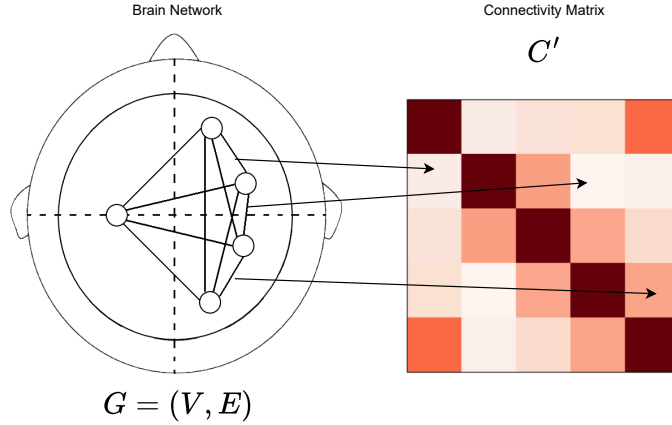 Brain Network
Connectivity Matrix
C′
G = (V, E)